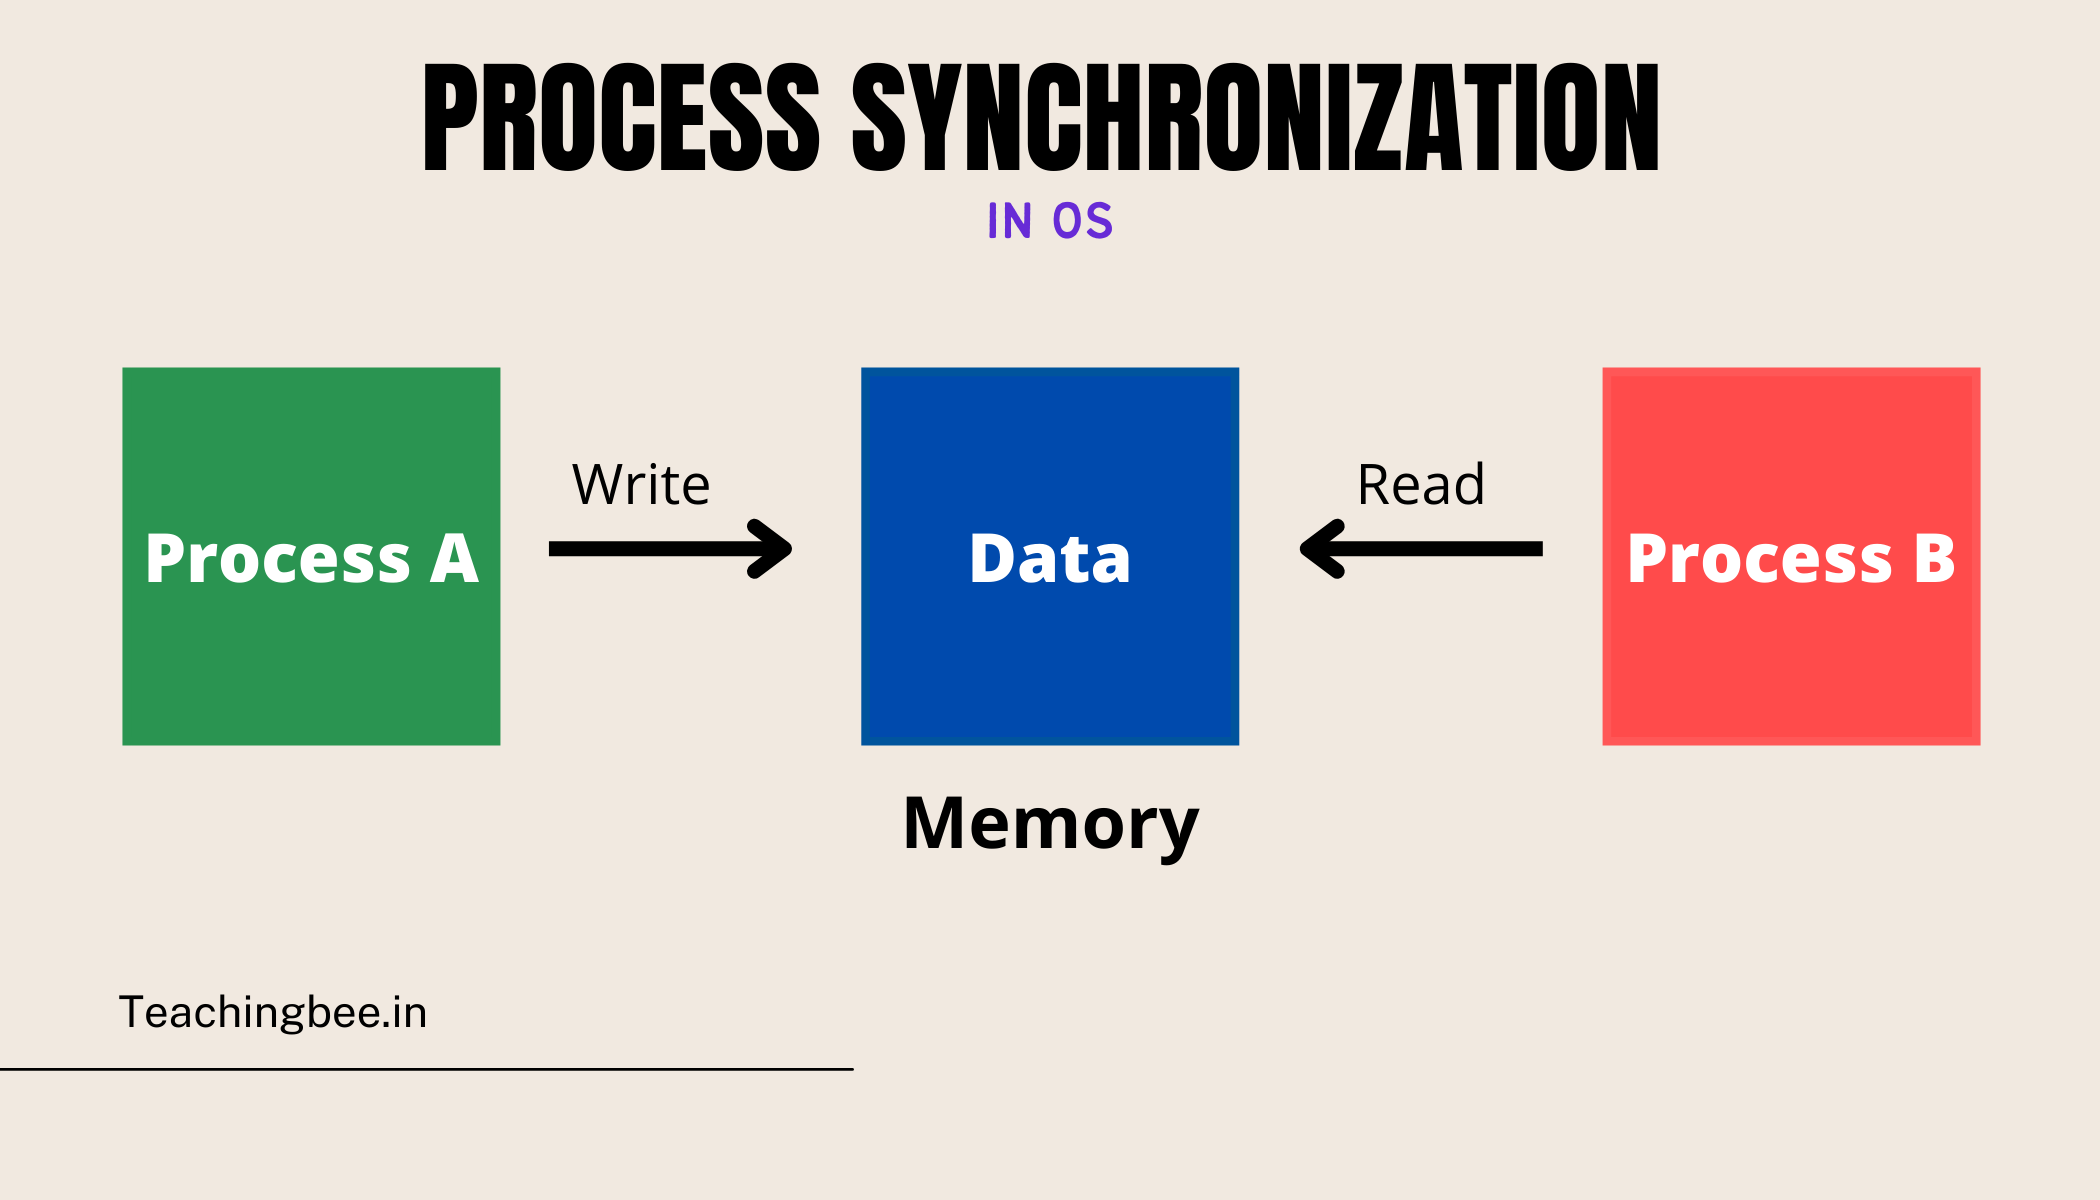 PROCESS SYNCHRONIZATION
IN OS
Write
Read
Process A
Data
Process B
Memory
Teachingbee.in